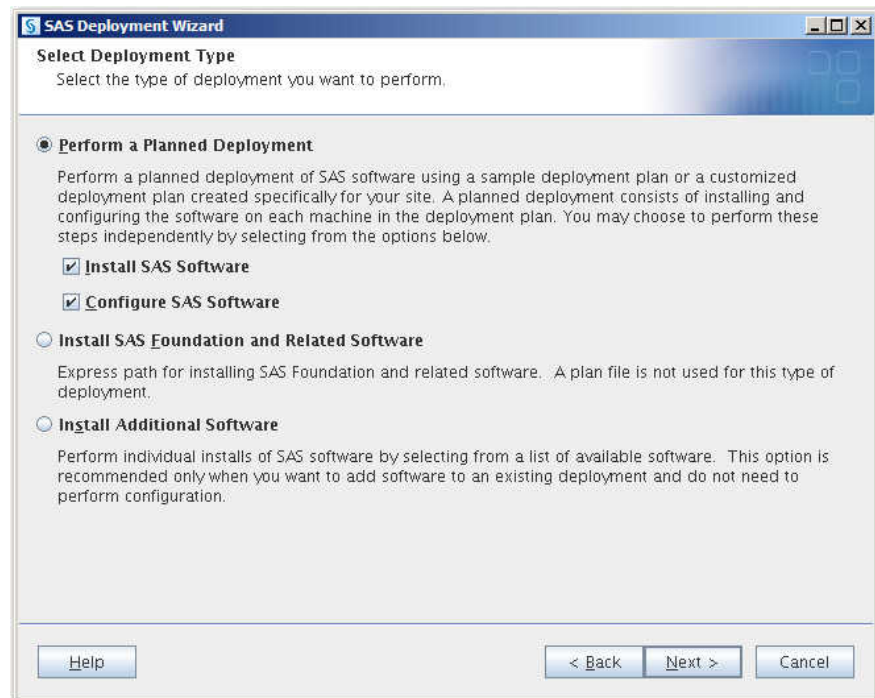 SAS Deployment Wizard
Select Deployment Type
Select the type of deployment you want to perform.
Perform a Planned Deployment
Perform a planned deployment of SAS software using a sample deployment plan or a customized
deployment plan created specifically for your site. A planned deployment consists of installing and
configuring the software on each machine in the deployment plan. You may choose to perform these
steps independently by selecting from the options below.
Install SAS Software
Configure SAS Software
Install SAS Foundation and Related Software
Express path for installing SAS Foundation and related software. A plan file is not used for this type of
deployment.
Install Additional Software
Perform individual installs of SAS software by selecting from a list of available software. This option is
recommended only when you want to add software to an existing deployment and do not need to
perform configuration.
Help
< Back
Next >
Cancel